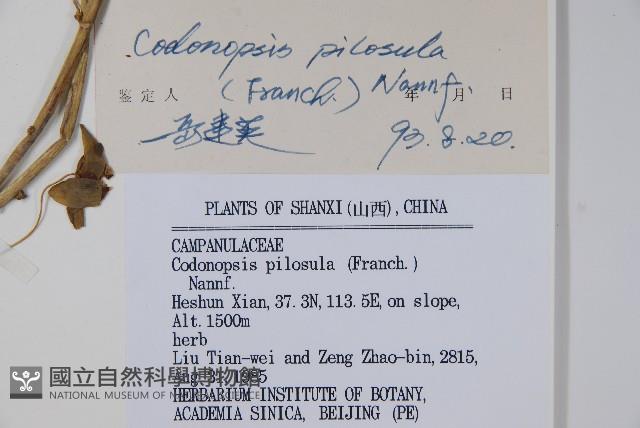 Codonopsis pilosula
(Franch.) Nannf.
鉴定人 年 月 日
93.8.20.
PLANTS OF SHANXI(山西), CHINA
CAMPANULACEAE
Codonopsis pilosula (Franch.)
Nannf.
Heshun Xian, 37.3N, 113.5E, on slope,
Alt. 1500m
herb
Liu Tian-wei and Zeng Zhao-bin, 2815,
HERBARIUM INSTITUTE OF BOTANY,
ACADEMIA SINICA, BEIJING (PE)
國立自然科學博物館
NATIONAL MUSEUM OF NATURAL SCIENCE